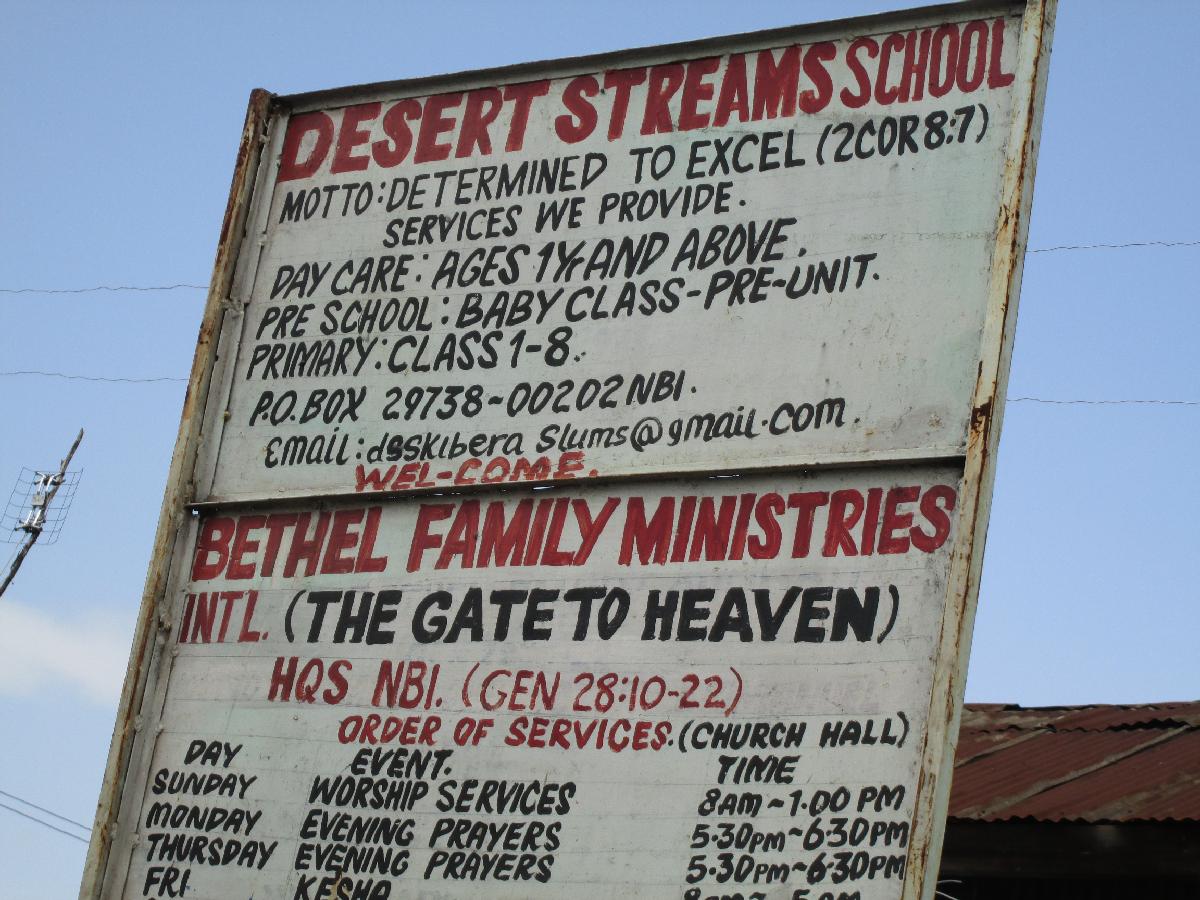 DESERT STREAMS SCHOOL
MOTTO: DETERMINED TO EXCEL (2COR 8:7)
SERVICES WE PROVIDE.
DAY CARE: AGES 1Yr AND ABOVE.
PRE SCHOOL: BABY CLASS-PRE-UNIT.
PRIMARY: CLASS 1-8.
P.O. BOX 29738-00202 NBI.
Email: dsskibera slums@gmail.com.
WEL-COME.
BETHEL FAMILY MINISTRIES
INT'L. (THE GATE TO HEAVEN)
HQS NBI. (GEN 28:10-22)
ORDER OF SERVICES. (CHURCH HALL)
DAY EVENT. TIME
SUNDAY WORSHIP SERVICES 8AM ~ 1.00 PM
MONDAY EVENING PRAYERS 5.30PM ~ 6.30PM
THURSDAY EVENING PRAYERS 5.30PM ~ 6.30PM
FRI KESHA